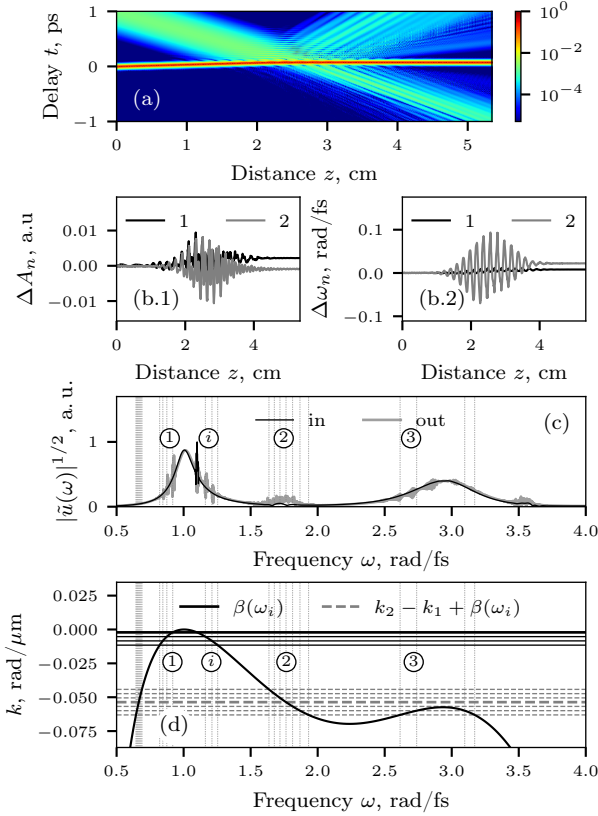 1
0
−1
Delay t, ps
(a)
10^0
10^−2
10^−4
0 1 2 3 4 5
Distance z, cm
0.01
0.00
−0.01
ΔA_n, a.u
1 2
(b.1)
0 2 4
Distance z, cm
0.1
0.0
−0.1
Δω_n, rad/fs
1 2
(b.2)
0 2 4
Distance z, cm
|ũ(ω)|^1/2, a. u.
1
0
in out
(c)
① ⓘ ② ③
0.5 1.0 1.5 2.0 2.5 3.0 3.5 4.0
Frequency ω, rad/fs
k, rad/μm
0.025
0.000
−0.025
−0.050
−0.075
β(ω_i) k_2 − k_1 + β(ω_i)
① ⓘ ② ③
(d)
0.5 1.0 1.5 2.0 2.5 3.0 3.5 4.0
Frequency ω, rad/fs